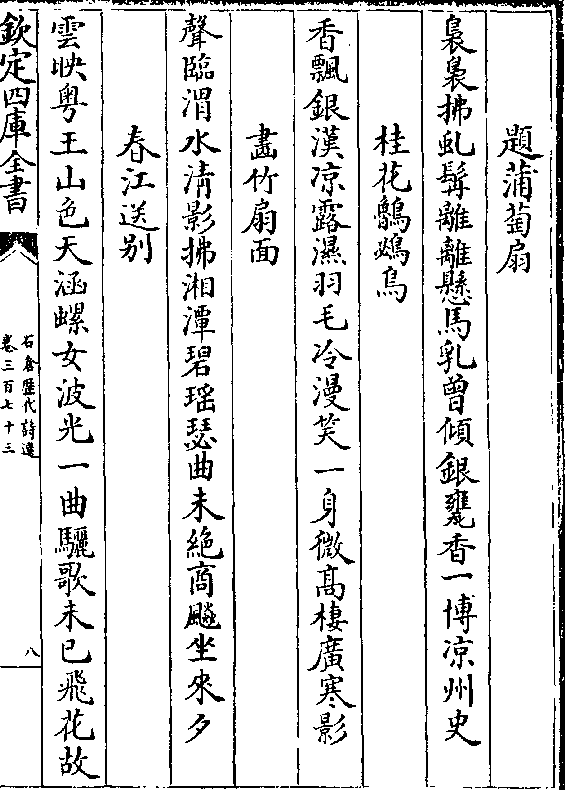 題蒲萄扇
裊裊拂虬髯離離懸馬乳曾傾銀甕香一博凉州史
桂花鸜鵒鳥
香飄銀漢凉露濕羽毛冷漫笑一身微高棲廣寒影
畫竹扇面
聲臨渭水清影拂湘潭碧瑶瑟曲未絶商飈坐來夕
春江送别
雲映粤王山色天涵螺女波光一曲驪歌未已飛花故
欽定四庫全書
石倉歷代詩選
卷三百七十三
八